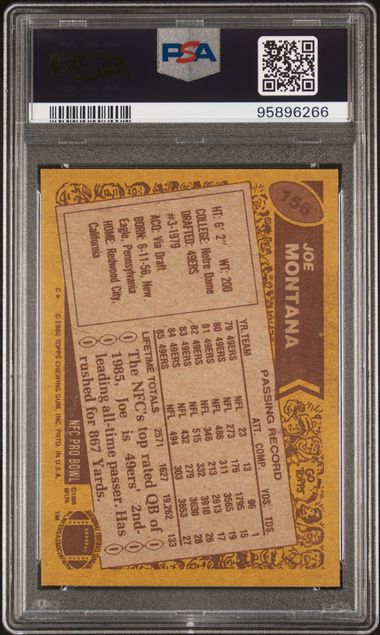 PSA
PSA
95896266
156
JOE
MONTANA
HT: 6' 2" WT: 200
COLLEGE: Notre Dame
DRAFTED: 49ERS
#3-1979
ACQ: Via Draft
BORN: 6-11-56, New
Eagle, Pennsylvania
HOME: Redwood City,
California
PASSING RECORD
YR. TEAM ATT. COMP. YDS. TDS.
79 49ERS NFL 23 13 96 1
80 49ERS NFL 273 176 1795 15
81 49ERS NFL 488 311 3565 19
82 49ERS NFL 346 213 2613 17
83 49ERS NFL 515 332 3910 26
84 49ERS NFL 432 279 3630 28
85 49ERS NFL 494 303 3653 27
LIFETIME TOTALS 2571 1627 19,262 133
The NFC's top rated QB of
1985, Joe is 49ers' 2nd-
leading all-time passer. Has
rushed for 867 Yards.
GO TOPPS
NFC PRO BOWL
C* © 1986 TOPPS CHEWING GUM, INC. PRTD. IN U.S.A.
TM